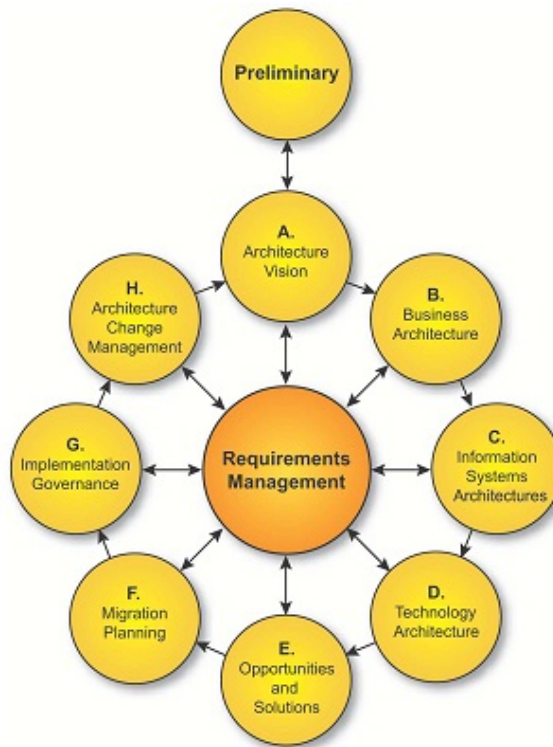 Preliminary
A.
Architecture
Vision
B.
Business
Architecture
C.
Information
Systems
Architectures
D.
Technology
Architecture
E.
Opportunities
and
Solutions
F.
Migration
Planning
G.
Implementation
Governance
H.
Architecture
Change
Management
Requirements
Management